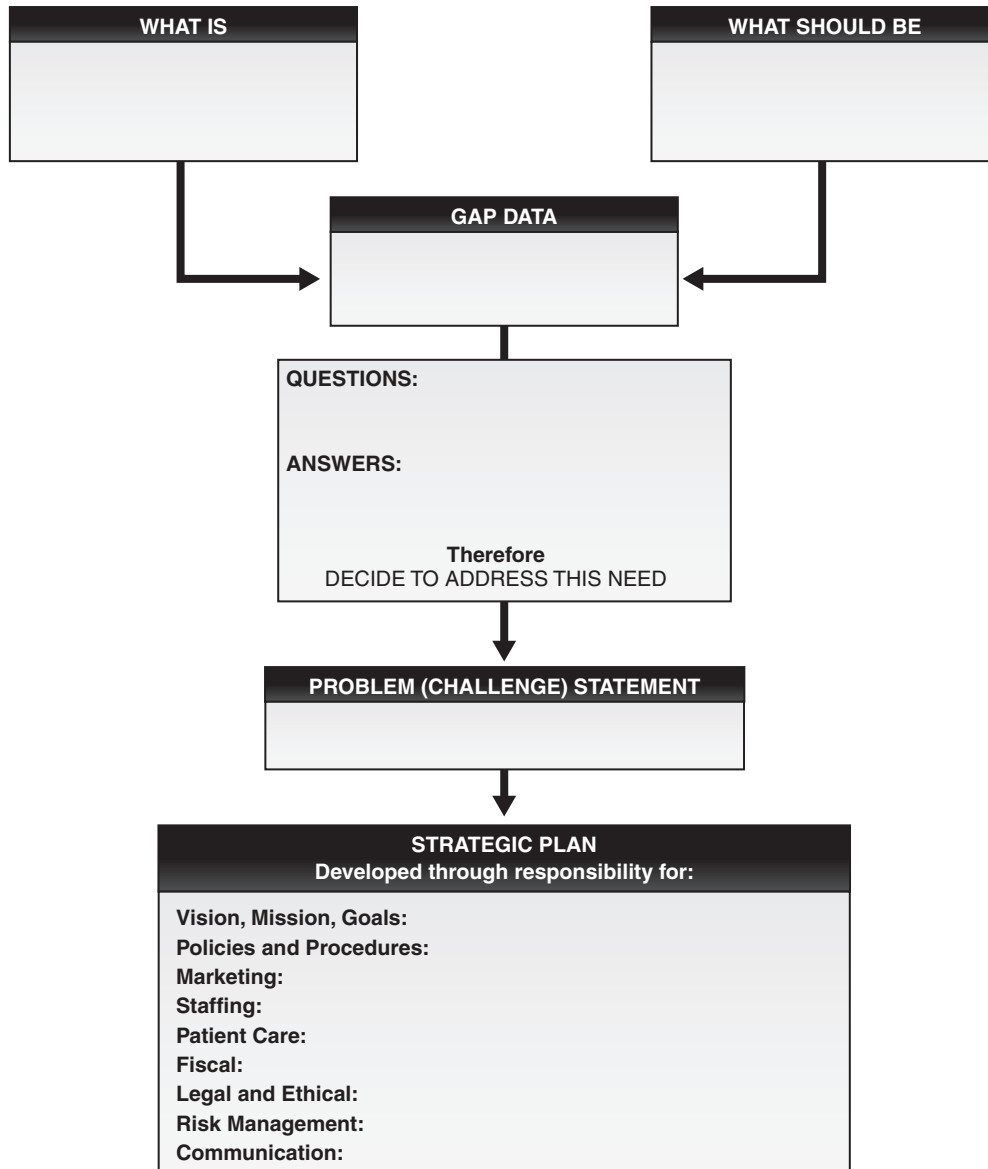 WHAT IS
WHAT SHOULD BE
GAP DATA
QUESTIONS:
ANSWERS:
Therefore
DECIDE TO ADDRESS THIS NEED
PROBLEM (CHALLENGE) STATEMENT
STRATEGIC PLAN
Developed through responsibility for:
Vision, Mission, Goals:
Policies and Procedures:
Marketing:
Staffing:
Patient Care:
Fiscal:
Legal and Ethical:
Risk Management:
Communication: